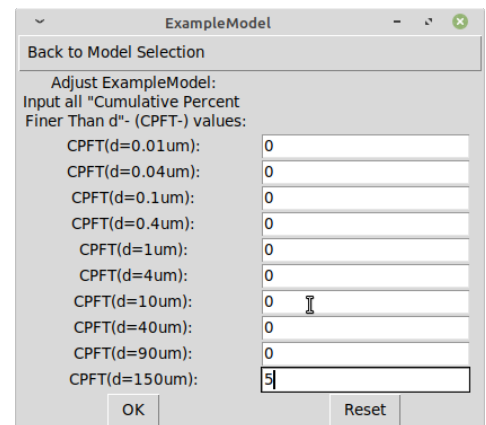 ExampleModel
Back to Model Selection
Adjust ExampleModel:
Input all "Cumulative Percent
Finer Than d"- (CPFT-) values:
CPFT(d=0.01um): 0
CPFT(d=0.04um): 0
CPFT(d=0.1um): 0
CPFT(d=0.4um): 0
CPFT(d=1um): 0
CPFT(d=4um): 0
CPFT(d=10um): 0
CPFT(d=40um): 0
CPFT(d=90um): 0
CPFT(d=150um): 5
OK Reset